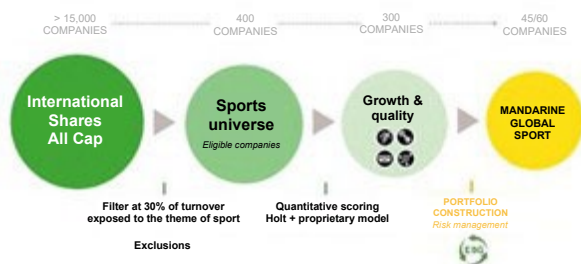 > 15,000
COMPANIES
400
COMPANIES
300
COMPANIES
45/60
COMPANIES
International
Shares
All Cap
Sports
universe
Eligible companies
Growth &
quality
MANDARINE
GLOBAL
SPORT
Filter at 30% of turnover
exposed to the theme of sport
Exclusions
Quantitative scoring
Holt + proprietary model
PORTFOLIO
CONSTRUCTION
Risk management
ESG